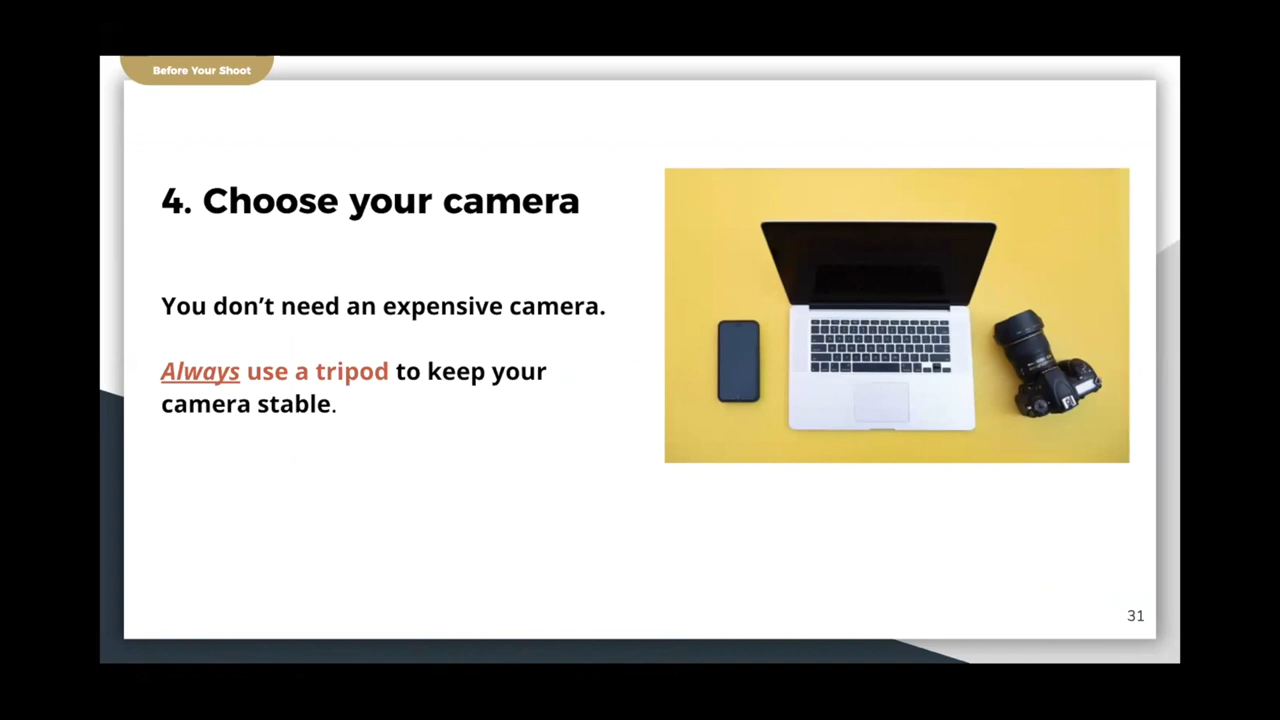 Before Your Shoot
4. Choose your camera
You don’t need an expensive camera.
Always use a tripod to keep your
camera stable.
31